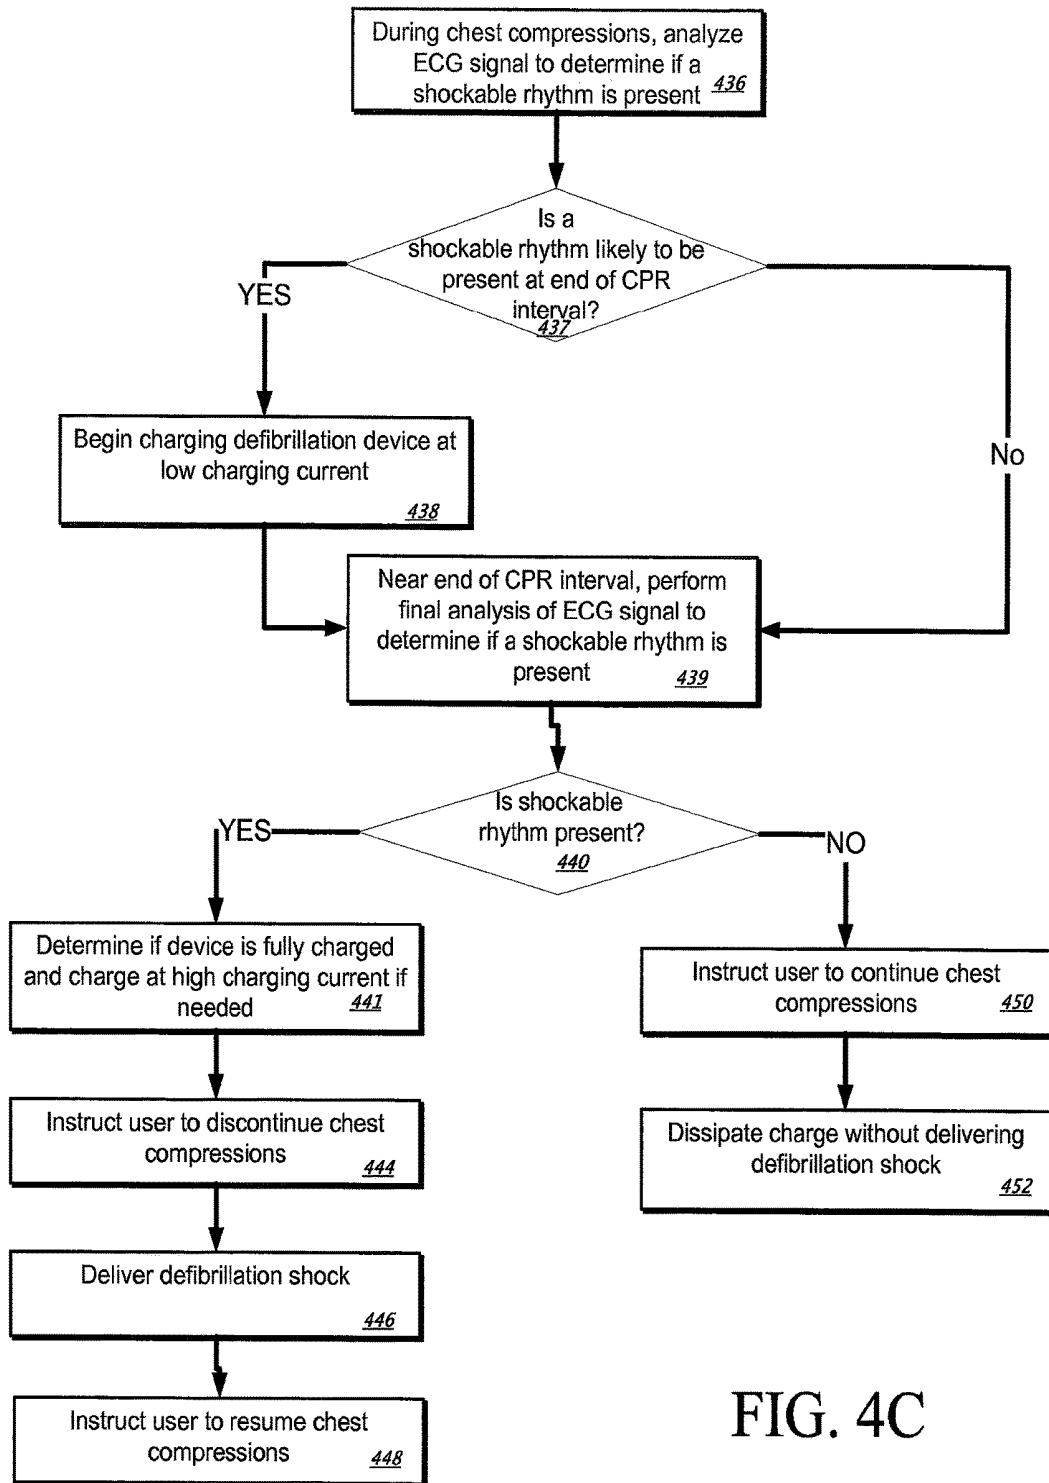 During chest compressions, analyze
ECG signal to determine if a
shockable rhythm is present
436
Is a
shockable rhythm likely to be
present at end of CPR
interval?
437
YES
No
Begin charging defibrillation device at
low charging current
438
Near end of CPR interval, perform
final analysis of ECG signal to
determine if a shockable rhythm is
present
439
Is shockable
rhythm present?
440
YES
NO
Determine if device is fully charged
and charge at high charging current if
needed
441
Instruct user to continue chest
compressions
450
Instruct user to discontinue chest
compressions
444
Dissipate charge without delivering
defibrillation shock
452
Deliver defibrillation shock
446
Instruct user to resume chest
compressions
448
FIG. 4C